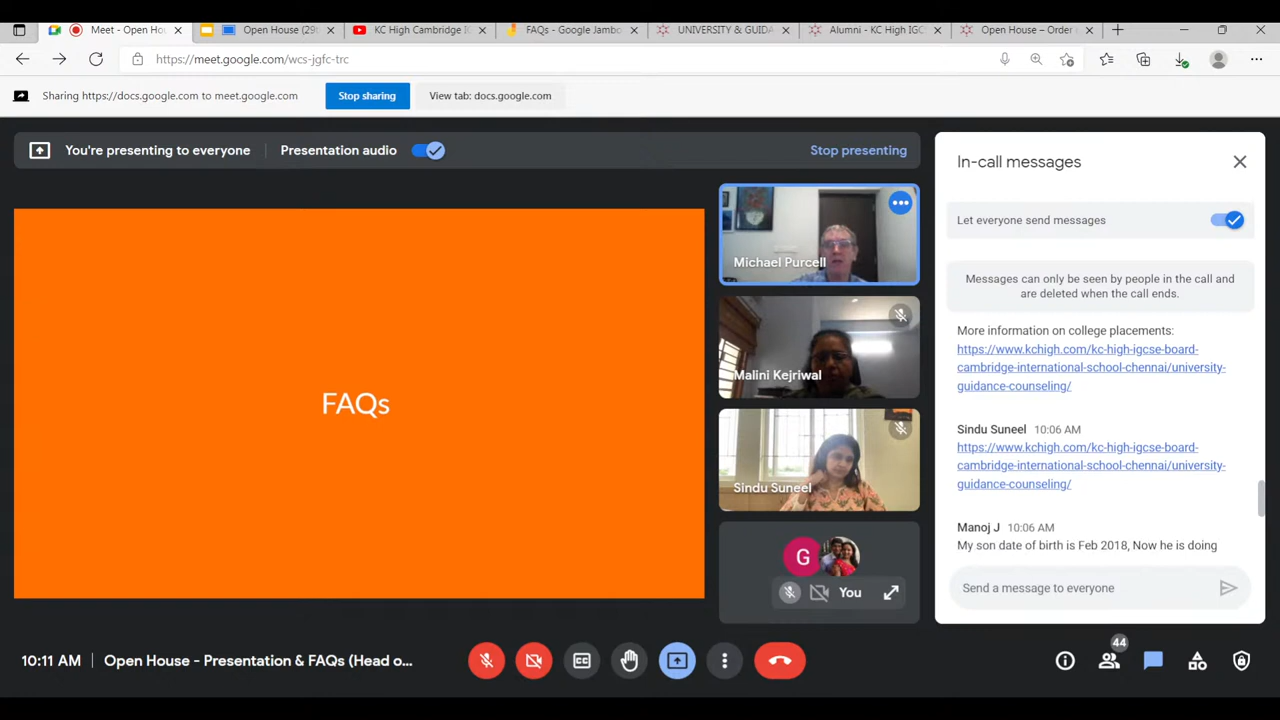 Meet - Open Hou
Open House (29t
KC High Cambridge IG
FAQs - Google Jambo
UNIVERSITY & GUIDA
Alumni - KC High IGCS
Open House – Order o
https://meet.google.com/wcs-jgfc-trc
Sharing https://docs.google.com to meet.google.com
Stop sharing
View tab: docs.google.com
You're presenting to everyone
Presentation audio
Stop presenting
FAQs
Michael Purcell
Malini Kejriwal
Sindu Suneel
G
You
In-call messages
Let everyone send messages
Messages can only be seen by people in the call and
are deleted when the call ends.
More information on college placements:
https://www.kchigh.com/kc-high-igcse-board-
cambridge-international-school-chennai/university-
guidance-counseling/
Sindu Suneel 10:06 AM
https://www.kchigh.com/kc-high-igcse-board-
cambridge-international-school-chennai/university-
guidance-counseling/
Manoj J 10:06 AM
My son date of birth is Feb 2018, Now he is doing
Send a message to everyone
10:11 AM
Open House - Presentation & FAQs (Head o...
CC
44